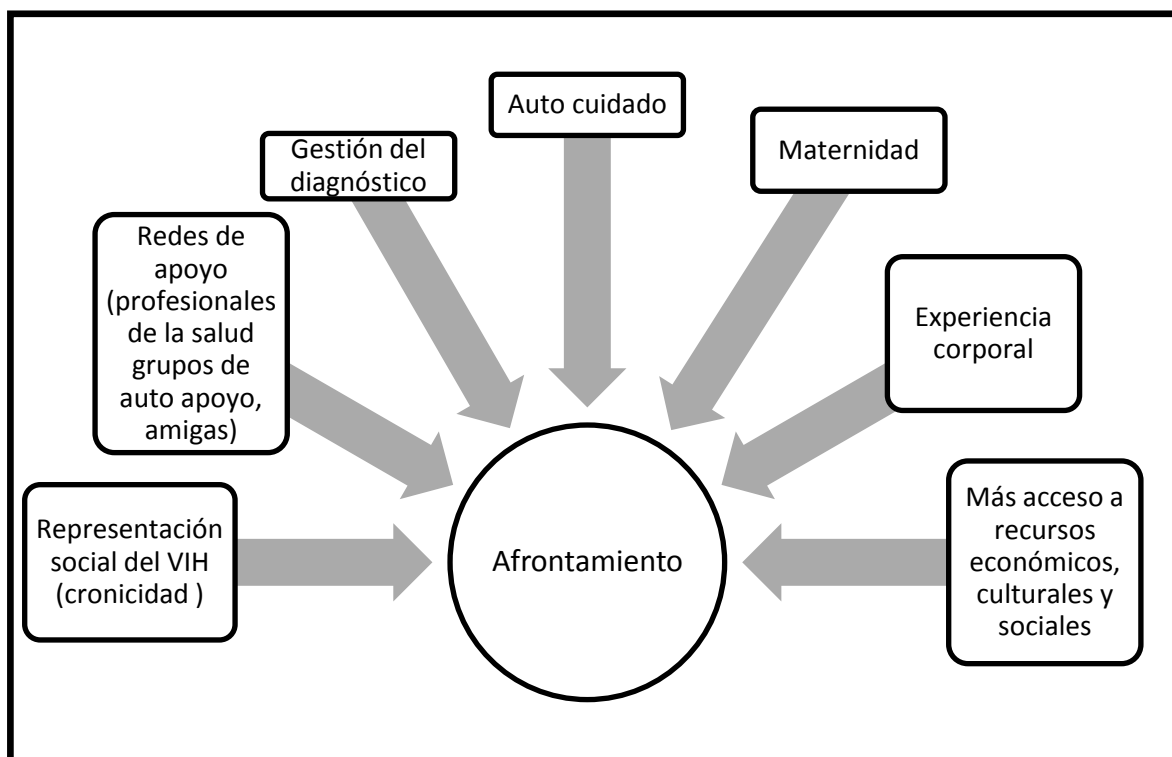 Auto cuidado
Gestión del
diagnóstico
Maternidad
Redes de
apoyo
(profesionales
de la salud
grupos de
auto apoyo,
amigas)
Experiencia
corporal
Representación
social del VIH
(cronicidad )
Afrontamiento
Más acceso a
recursos
económicos,
culturales y
sociales